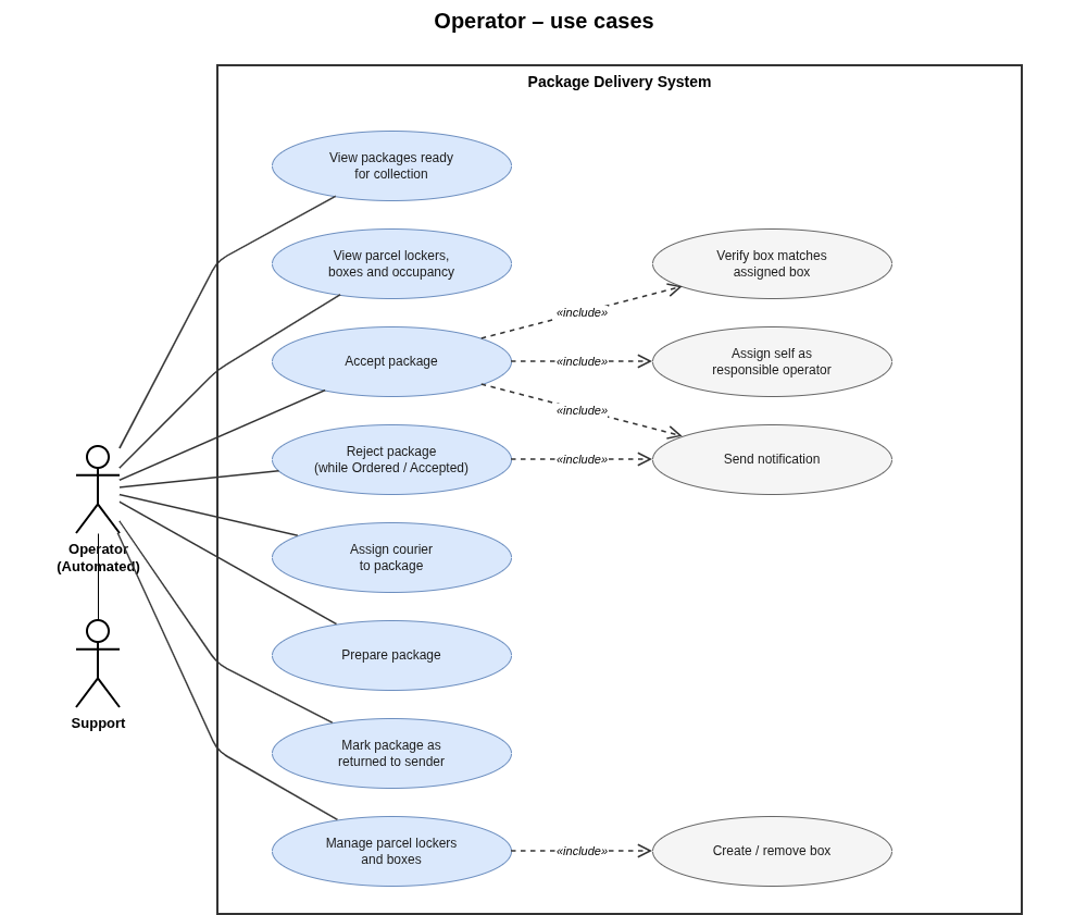 Operator – use cases
Package Delivery System
View packages ready
for collection
View parcel lockers,
boxes and occupancy
Verify box matches
assigned box
«include»
Accept package
«include»
Assign self as
responsible operator
«include»
Reject package
(while Ordered / Accepted)
«include»
Send notification
Operator
(Automated)
Assign courier
to package
Prepare package
Support
Mark package as
returned to sender
Manage parcel lockers
and boxes
«include»
Create / remove box